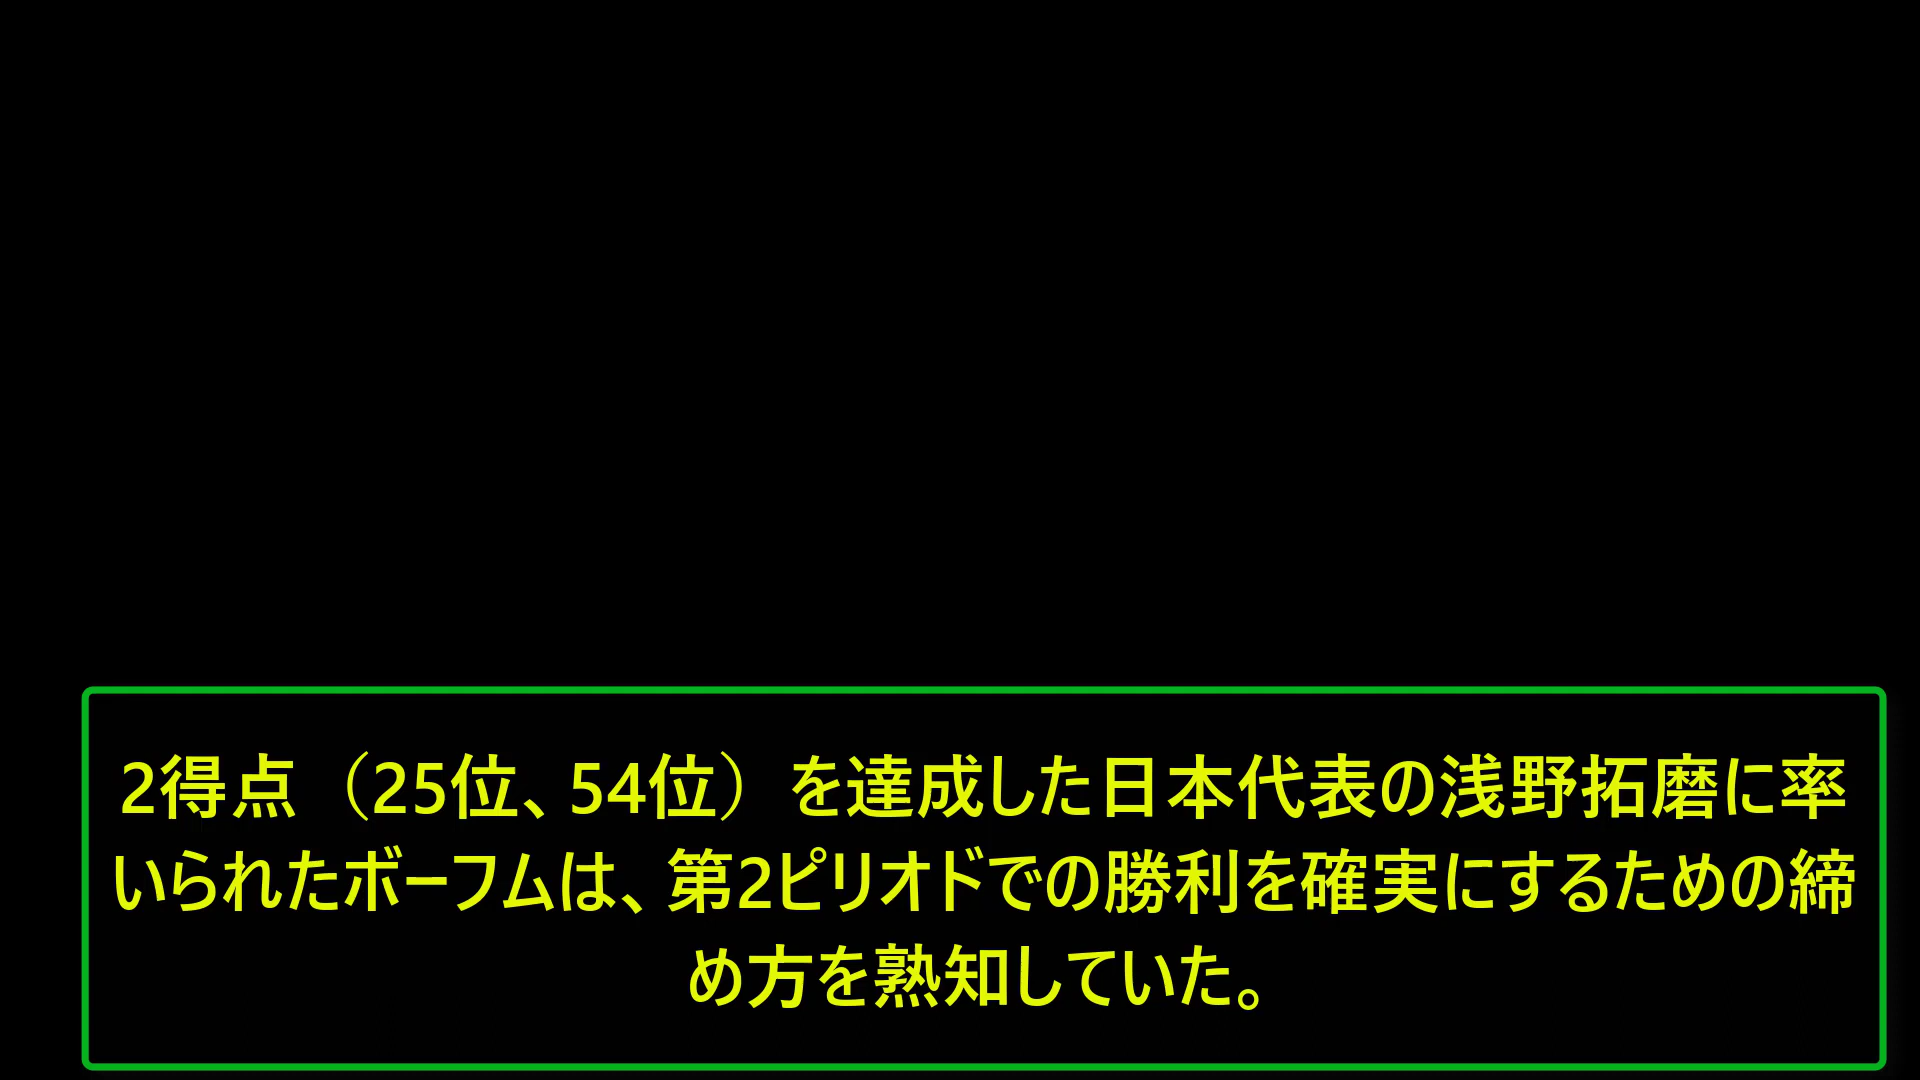 2得点（25位、54位）を達成した日本代表の浅野拓磨に率
いられたボーフムは、第2ピリオドでの勝利を確実にするための締
め方を熟知していた。